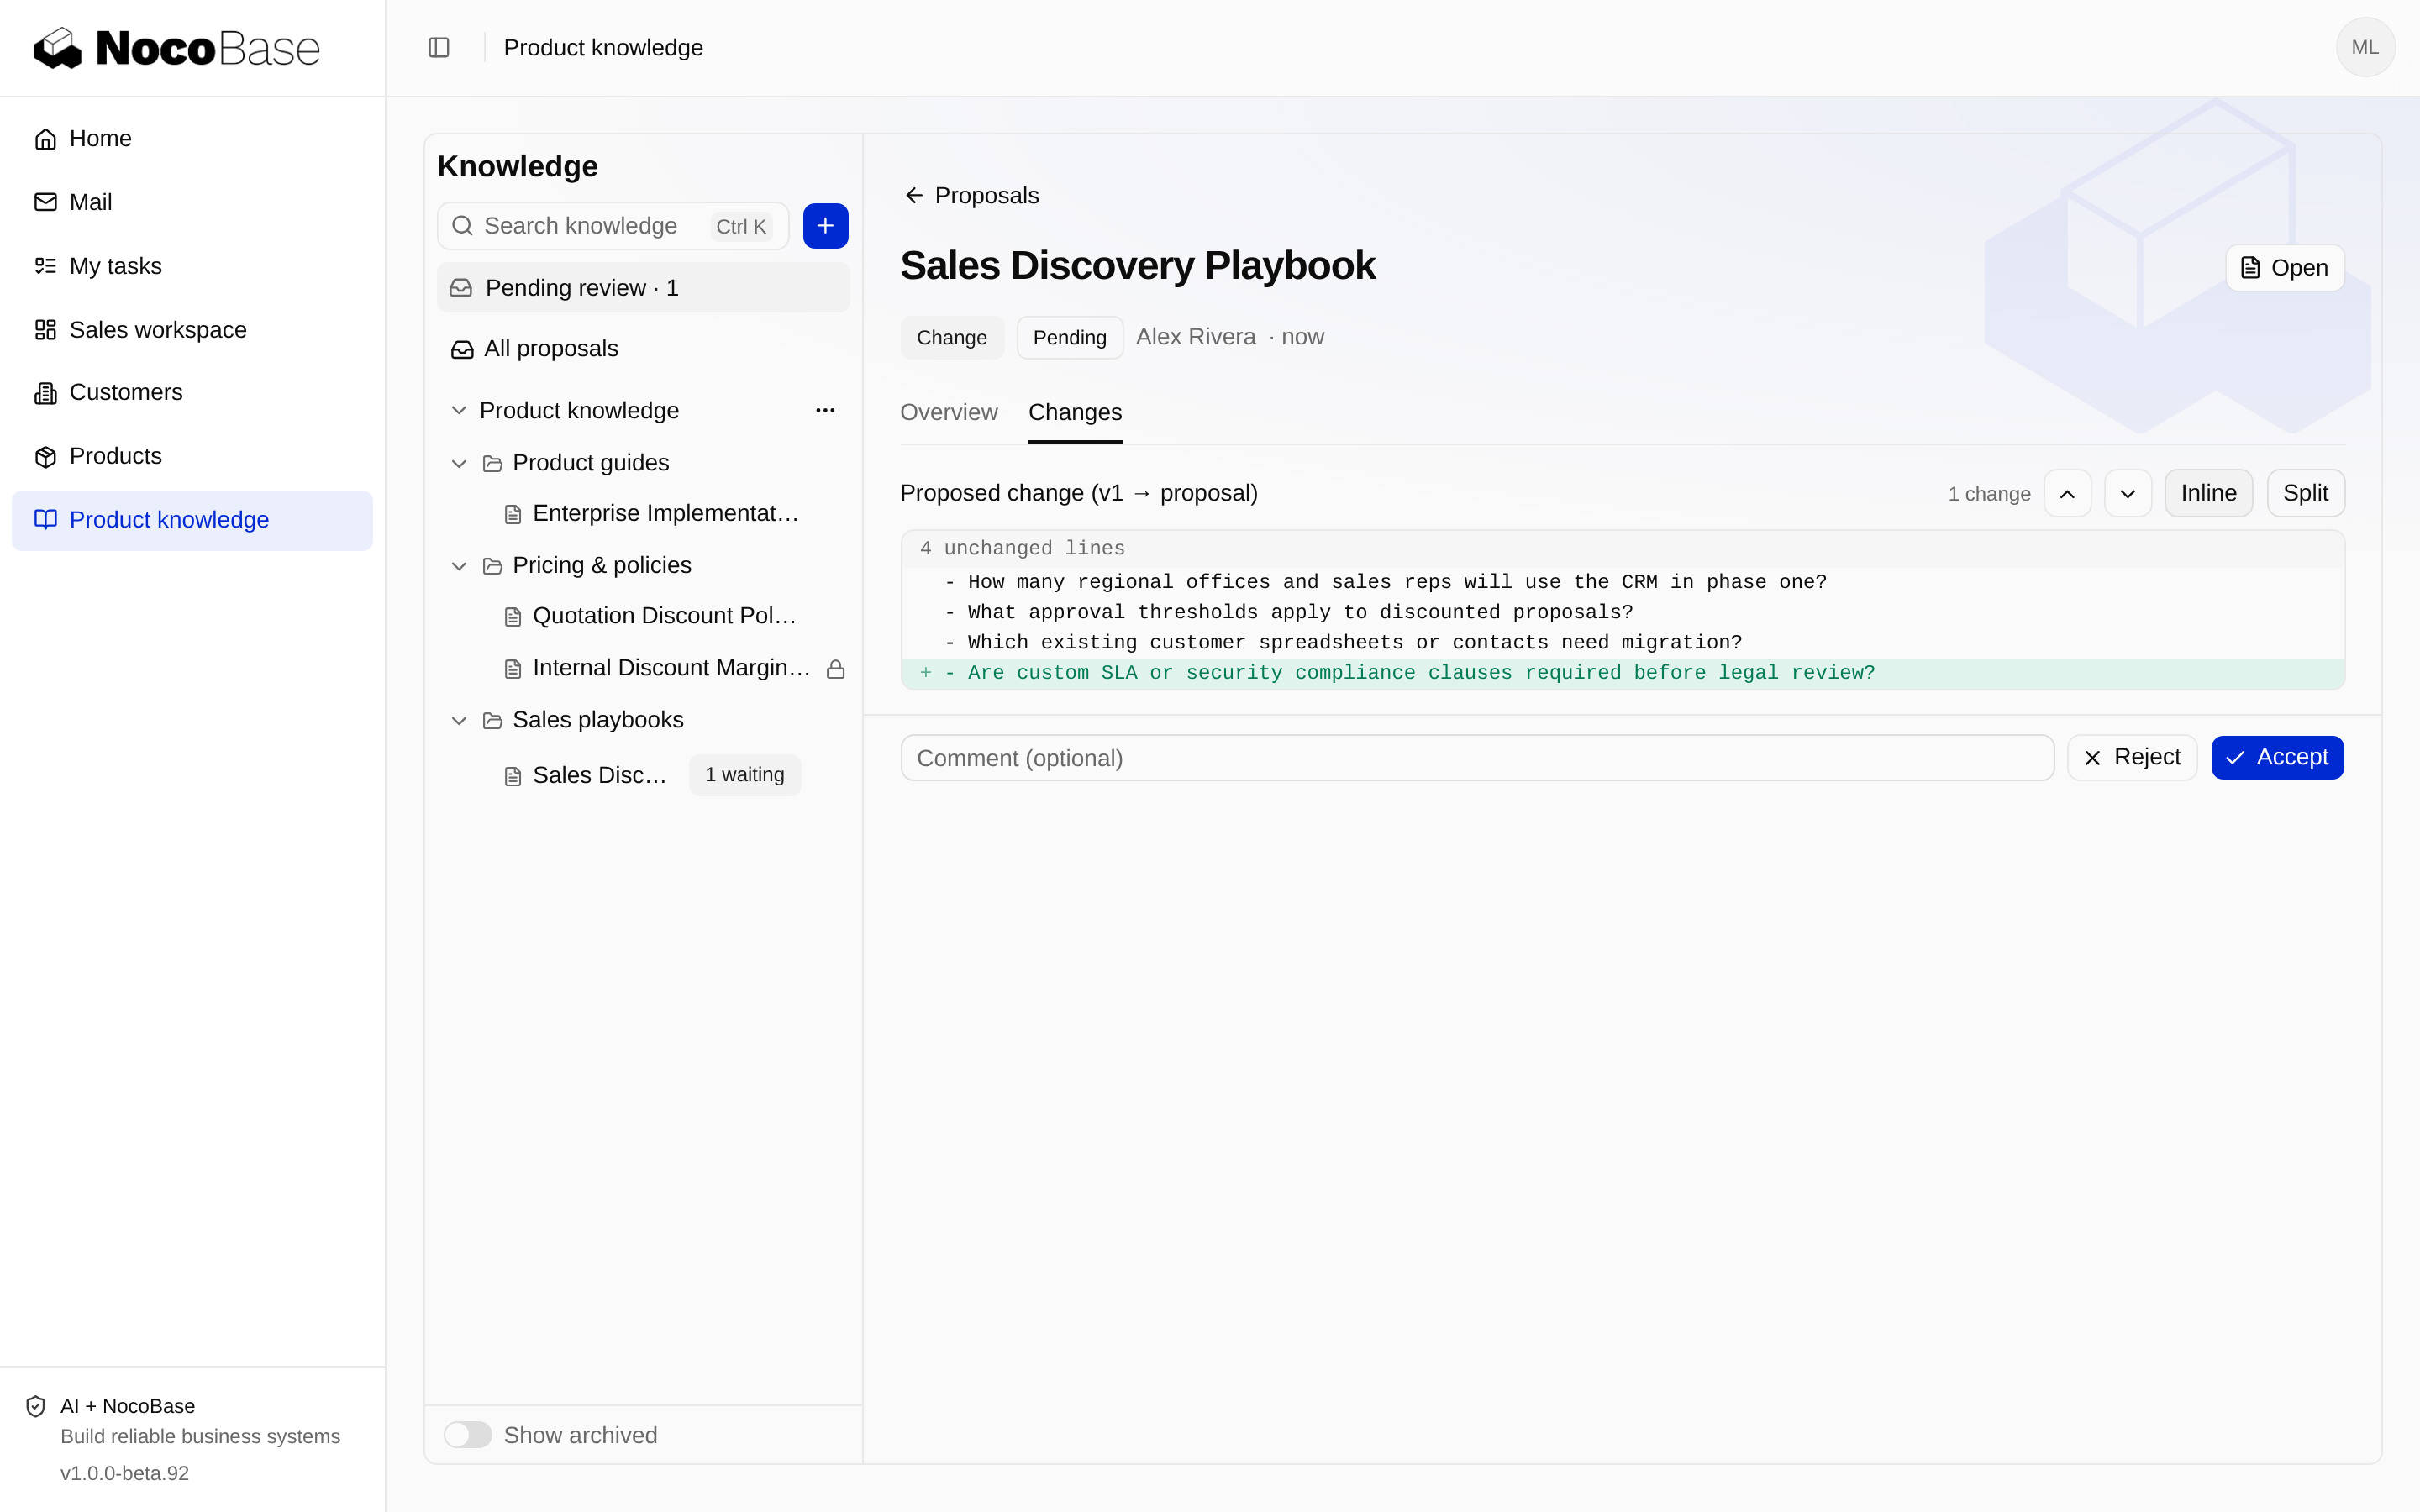 NocoBase
Product knowledge
ML
Home
Mail
My tasks
Sales workspace
Customers
Products
Product knowledge
AI + NocoBase
Build reliable business systems
v1.0.0-beta.92
Knowledge
Search knowledge Ctrl K
Pending review · 1
All proposals
Product knowledge
Product guides
Enterprise Implementat…
Pricing & policies
Quotation Discount Pol…
Internal Discount Margin…
Sales playbooks
Sales Disc… 1 waiting
Show archived
Proposals
Sales Discovery Playbook
Open
Change Pending Alex Rivera · now
Overview Changes
Proposed change (v1 → proposal) 1 change Inline Split
4 unchanged lines
- How many regional offices and sales reps will use the CRM in phase one?
- What approval thresholds apply to discounted proposals?
- Which existing customer spreadsheets or contacts need migration?
+ - Are custom SLA or security compliance clauses required before legal review?
Comment (optional) Reject Accept